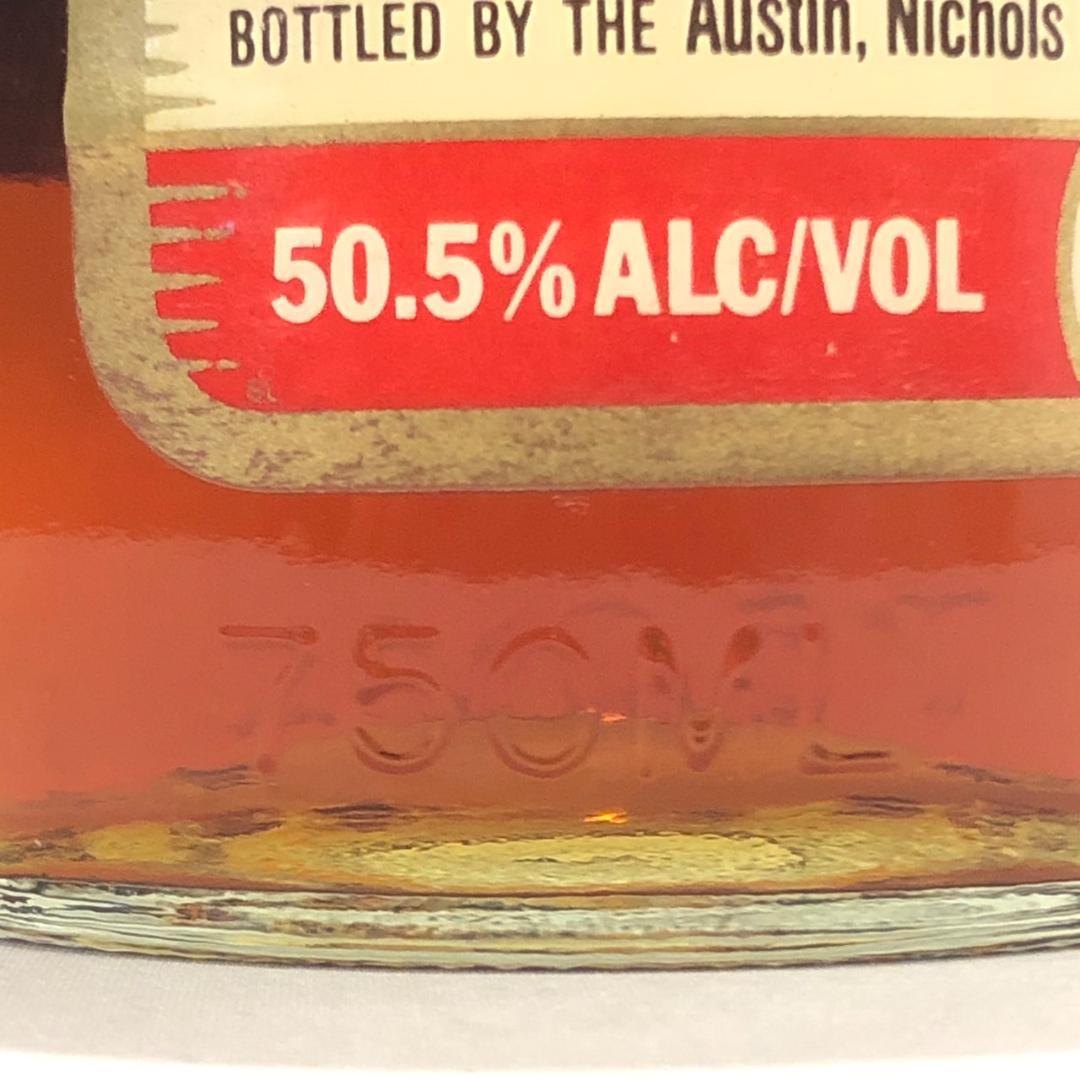 BOTTLED BY THE Austin, Nichols
50.5% ALC/VOL
750ML